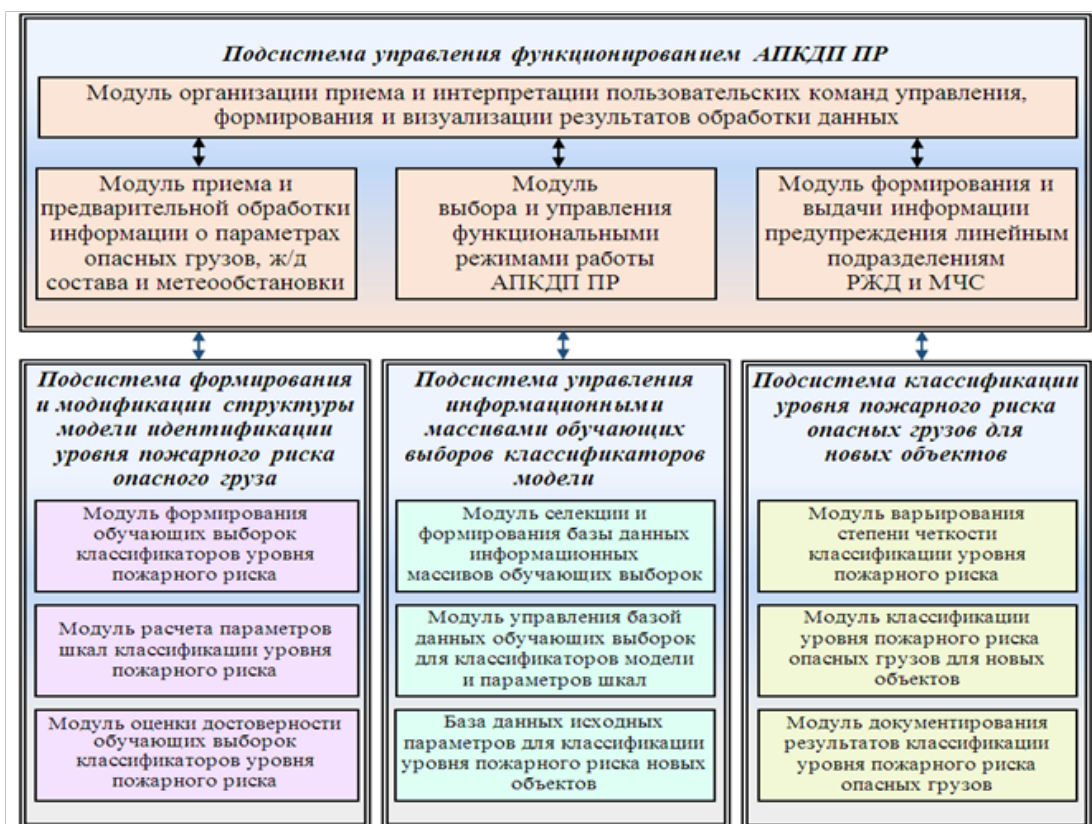 Подсистема управления функционированием АПКДП ПР
Модуль организации приема и интерпретации пользовательских команд управления,
формирования и визуализации результатов обработки данных
Модуль приема и
предварительной обработки
информации о параметрах
опасных грузов, ж/д
состава и метеообстановки
Модуль
выбора и управления
функциональными
режимами работы
АПКДП ПР
Модуль формирования и
выдачи информации
предупреждения линейным
подразделениям
РЖД и МЧС
Подсистема формирования
и модификации структуры
модели идентификации
уровня пожарного риска
опасного груза
Модуль формирования
обучающих выборок
классификаторов уровня
пожарного риска
Модуль расчета параметров
шкал классификации уровня
пожарного риска
Модуль оценки достоверности
обучающих выборок
классификаторов уровня
пожарного риска
Подсистема управления
информационными
массивами обучающих
выборов классификаторов
модели
Модуль селекции и
формирования базы данных
информационных
массивов обучающих выборок
Модуль управления базой
данных обучающих выборок
для классификаторов модели
и параметров шкал
База данных исходных
параметров для классификации
уровня пожарного риска новых
объектов
Подсистема классификации
уровня пожарного риска
опасных грузов для
новых объектов
Модуль варьирования
степени четкости
классификации уровня
пожарного риска
Модуль классификации
уровня пожарного риска
опасных грузов для новых
объектов
Модуль документирования
результатов классификации
уровня пожарного риска
опасных грузов